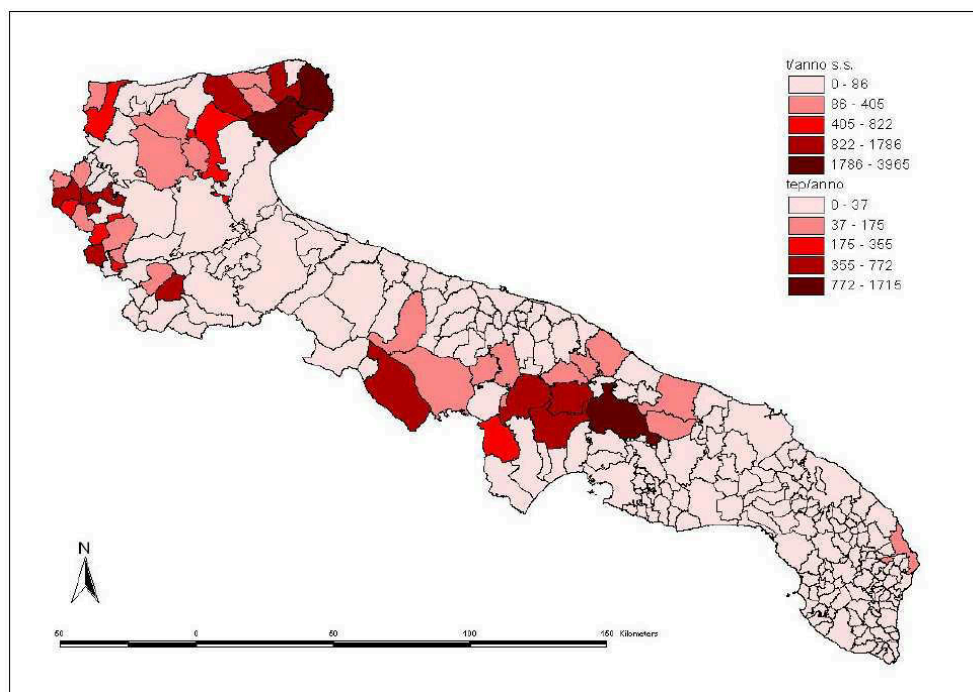 t/anno s.s.
0 - 86
86 - 405
405 - 822
822 - 1786
1786 - 3965
tep/anno
0 - 37
37 - 175
175 - 355
355 - 772
772 - 1715
N
50 0 50 100 150 Kilometers